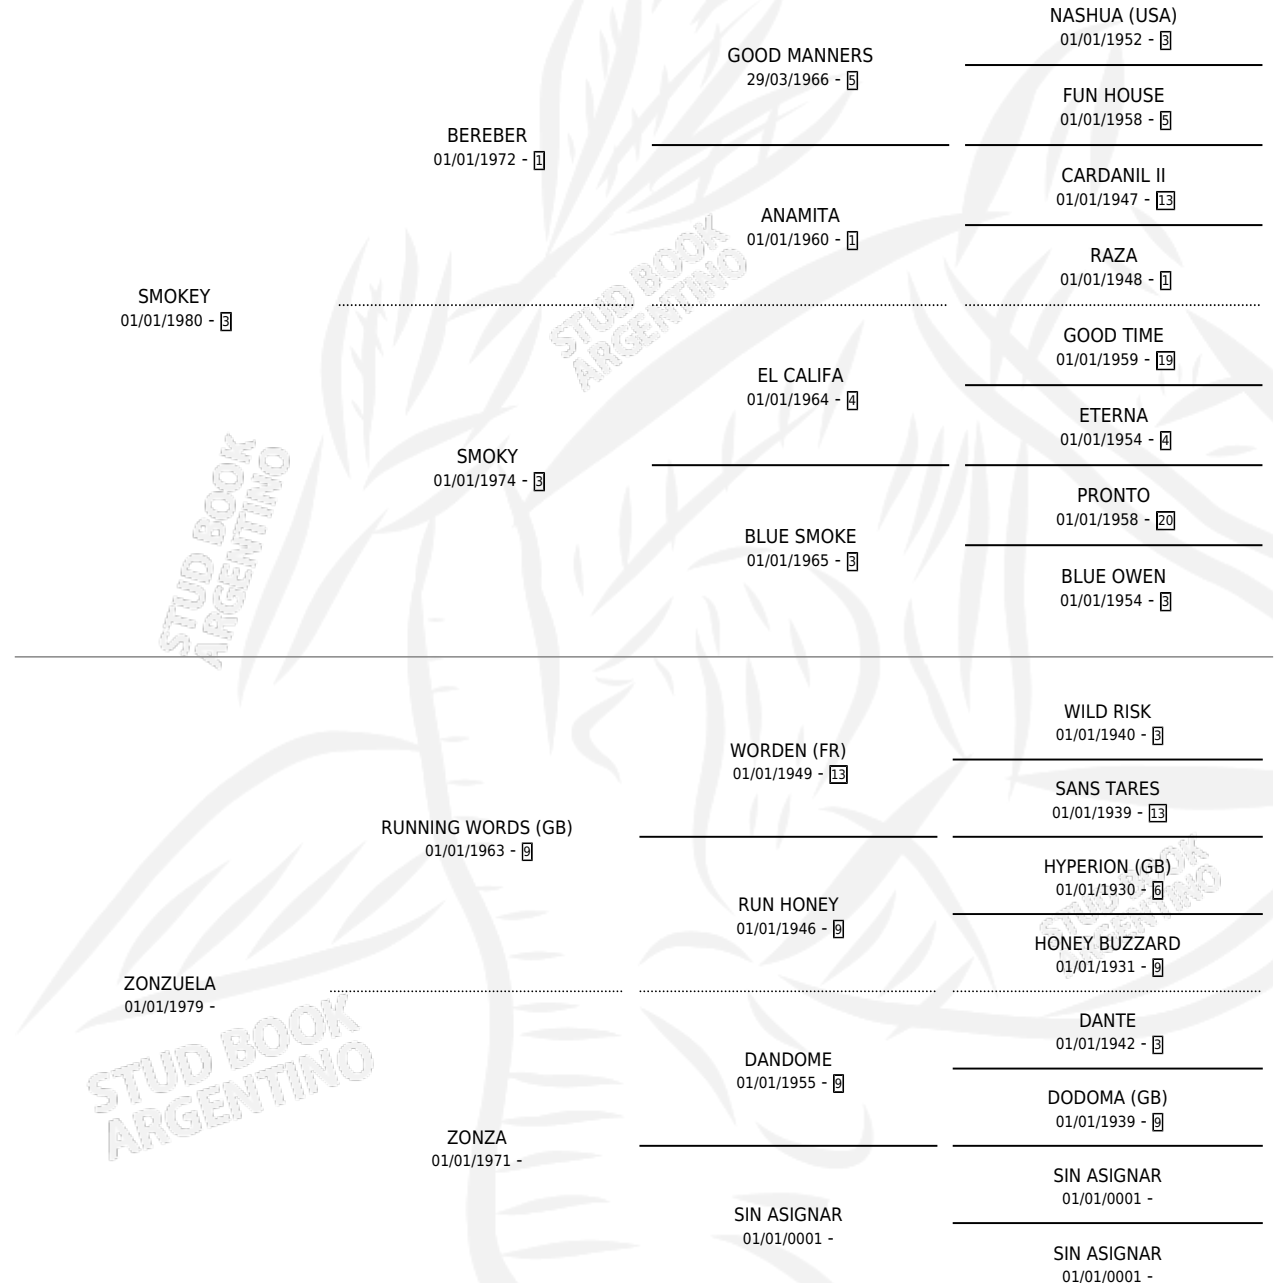 NASHUA (USA)
01/01/1952 - 3
GOOD MANNERS
29/03/1966 - 5
FUN HOUSE
01/01/1958 - 5
BEREBER
01/01/1972 - 1
CARDANIL II
01/01/1947 - 13
ANAMITA
01/01/1960 - 1
RAZA
01/01/1948 - 1
SMOKEY
01/01/1980 - 3
GOOD TIME
01/01/1959 - 19
EL CALIFA
01/01/1964 - 4
ETERNA
01/01/1954 - 4
SMOKY
01/01/1974 - 3
PRONTO
01/01/1958 - 20
BLUE SMOKE
01/01/1965 - 3
BLUE OWEN
01/01/1954 - 3
STUD BOOK
ARGENTINO
STUD BOOK
ARGENTINO
WILD RISK
01/01/1940 - 3
WORDEN (FR)
01/01/1949 - 13
SANS TARES
01/01/1939 - 13
RUNNING WORDS (GB)
01/01/1963 - 9
HYPERION (GB)
01/01/1930 - 6
RUN HONEY
01/01/1946 - 9
HONEY BUZZARD
01/01/1931 - 9
STUD BOOK
ARGENTINO
ZONZUELA
01/01/1979 -
DANTE
01/01/1942 - 3
DANDOME
01/01/1955 - 9
DODOMA (GB)
01/01/1939 - 9
STUD BOOK
ARGENTINO
ZONZA
01/01/1971 -
SIN ASIGNAR
01/01/0001 -
SIN ASIGNAR
01/01/0001 -
SIN ASIGNAR
01/01/0001 -